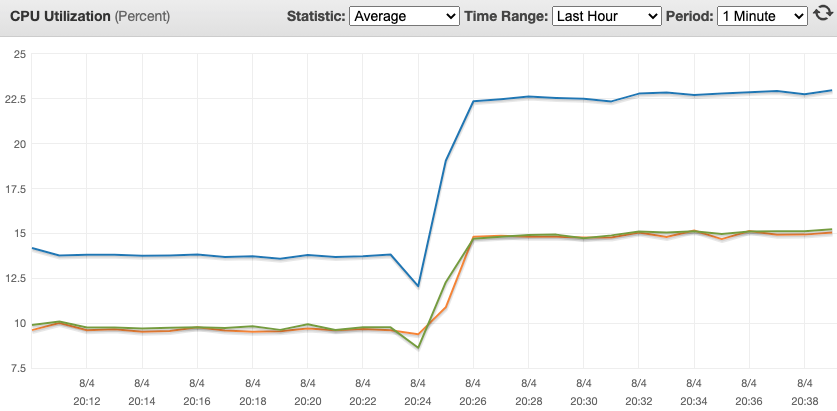 CPU Utilization (Percent) Statistic: Average Time Range: Last Hour Period: 1 Minute
25
22.5
20
17.5
15
12.5
10
7.5
8/4 8/4 8/4 8/4 8/4 8/4 8/4 8/4 8/4 8/4 8/4 8/4 8/4 8/4
20:12 20:14 20:16 20:18 20:20 20:22 20:24 20:26 20:28 20:30 20:32 20:34 20:36 20:38